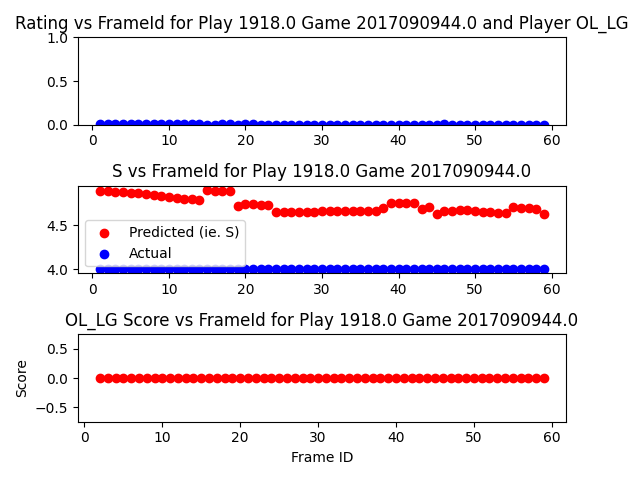 Rating vs FrameId for Play 1918.0 Game 2017090944.0 and Player OL_LG
1.0
0.5
0.0
0 10 20 30 40 50 60
S vs FrameId for Play 1918.0 Game 2017090944.0
4.5
4.0
Predicted (ie. S)
Actual
0 10 20 30 40 50 60
OL_LG Score vs FrameId for Play 1918.0 Game 2017090944.0
Score
0.5
0.0
−0.5
0 10 20 30 40 50 60
Frame ID